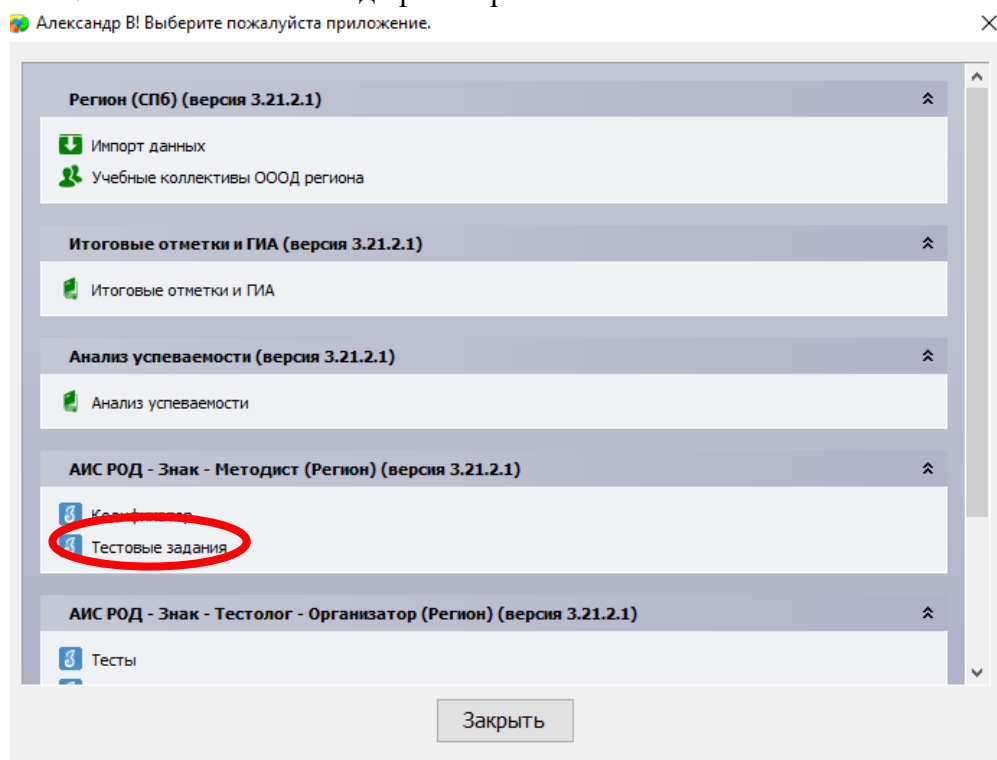 Александр В! Выберите пожалуйста приложение.
Регион (СПб) (версия 3.21.2.1)
Импорт данных
Учебные коллективы ОООД региона
Итоговые отметки и ГИА (версия 3.21.2.1)
Итоговые отметки и ГИА
Анализ успеваемости (версия 3.21.2.1)
Анализ успеваемости
АИС РОД - Знак - Методист (Регион) (версия 3.21.2.1)
Кодификатор
Тестовые задания
АИС РОД - Знак - Тестолог - Организатор (Регион) (версия 3.21.2.1)
Тесты
Закрыть